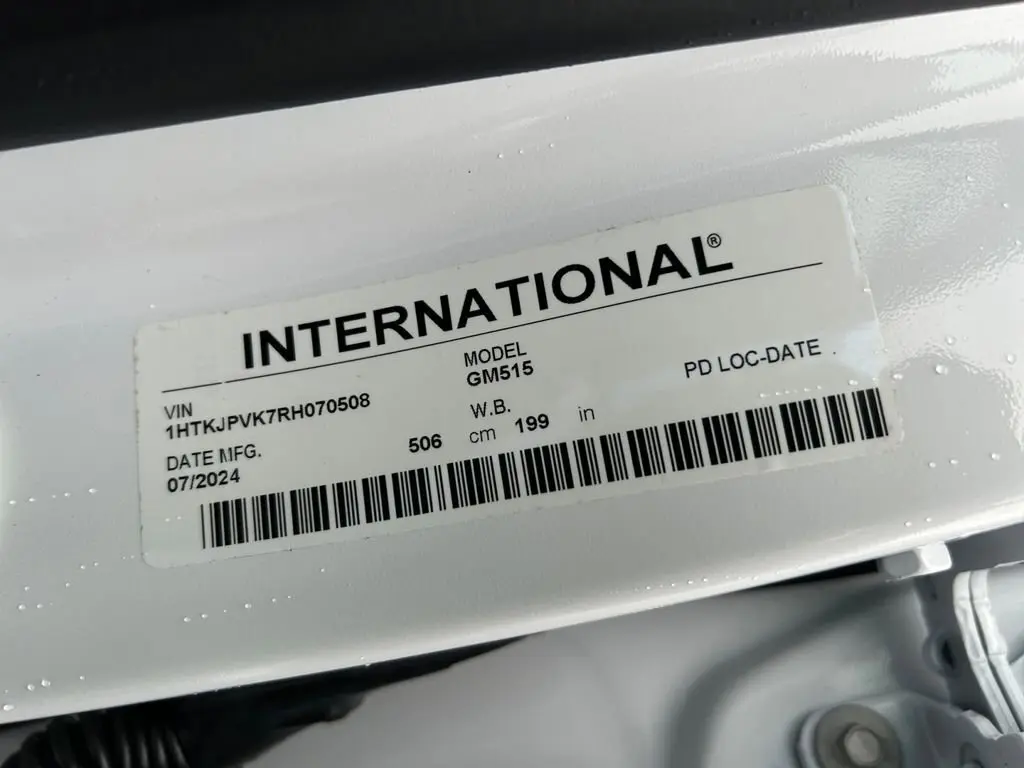 INTERNATIONAL®
VIN
1HTKJPVK7RH070508
MODEL
GM515
PD LOC-DATE
DATE MFG.
07/2024
W.B.
506 cm 199 in